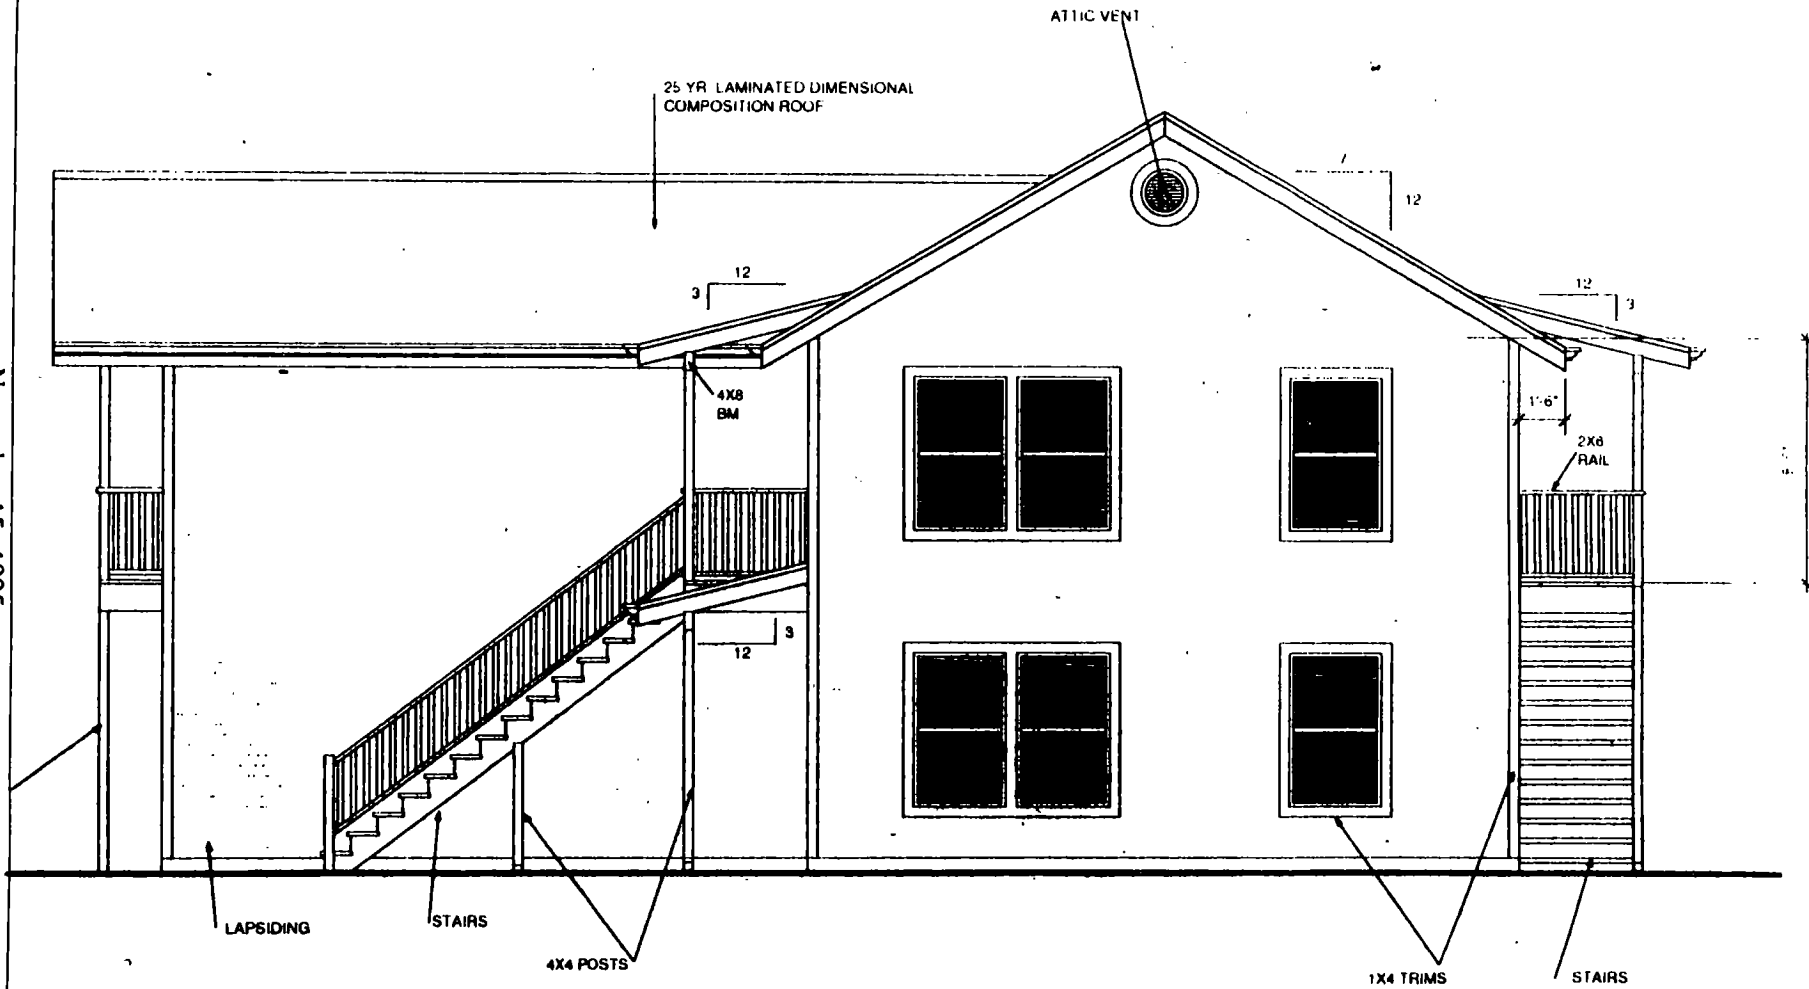 ATTIC VENT
25 YR LAMINATED DIMENSIONAL
COMPOSITION ROOF
7
12
12
3
12
3
4X8
BM
1'-6"
2X6
RAIL
3
12
LAPSIDING
STAIRS
4X4 POSTS
1X4 TRIMS
STAIRS